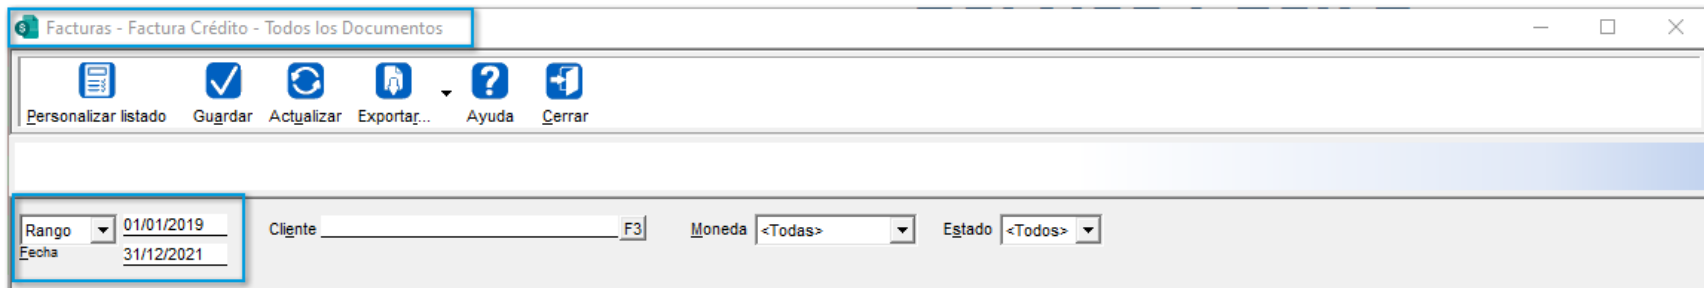 Facturas - Factura Crédito - Todos los Documentos
Personalizar listado Guardar Actualizar Exportar... Ayuda Cerrar
Rango 01/01/2019 Cliente F3 Moneda <Todas> Estado <Todos>
Fecha 31/12/2021